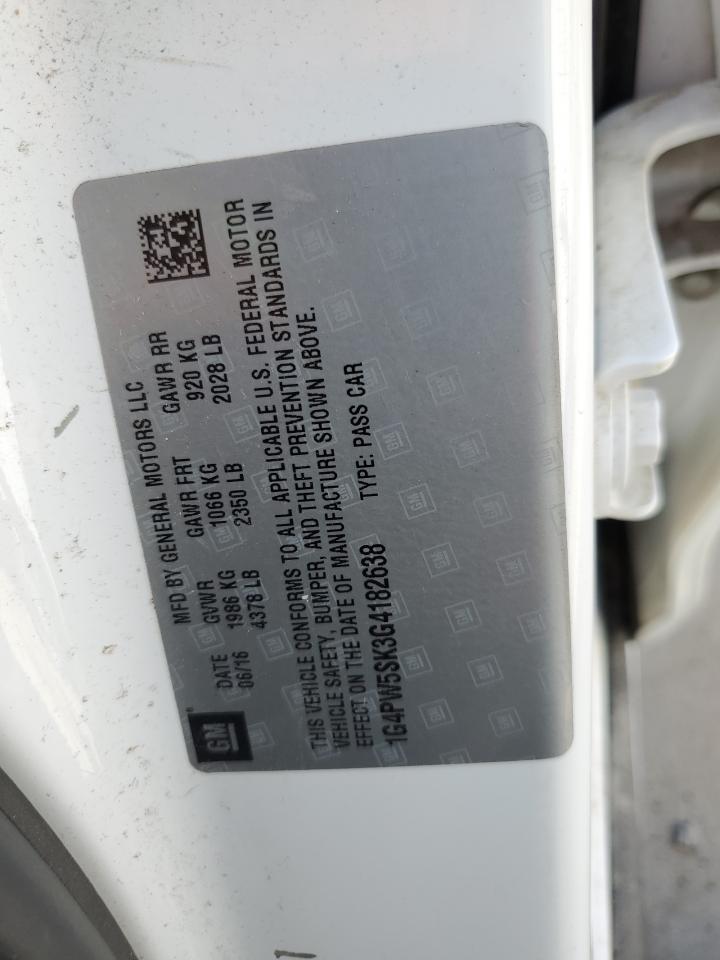 GM
MFD BY GENERAL MOTORS LLC
DATE GVWR GAWR FRT GAWR RR
06/16 1986 KG 1066 KG 920 KG
4378 LB 2350 LB 2028 LB
THIS VEHICLE CONFORMS TO ALL APPLICABLE U.S. FEDERAL MOTOR
VEHICLE SAFETY, BUMPER, AND THEFT PREVENTION STANDARDS IN
EFFECT ON THE DATE OF MANUFACTURE SHOWN ABOVE.
1G4PW5SK3G4182638 TYPE: PASS CAR